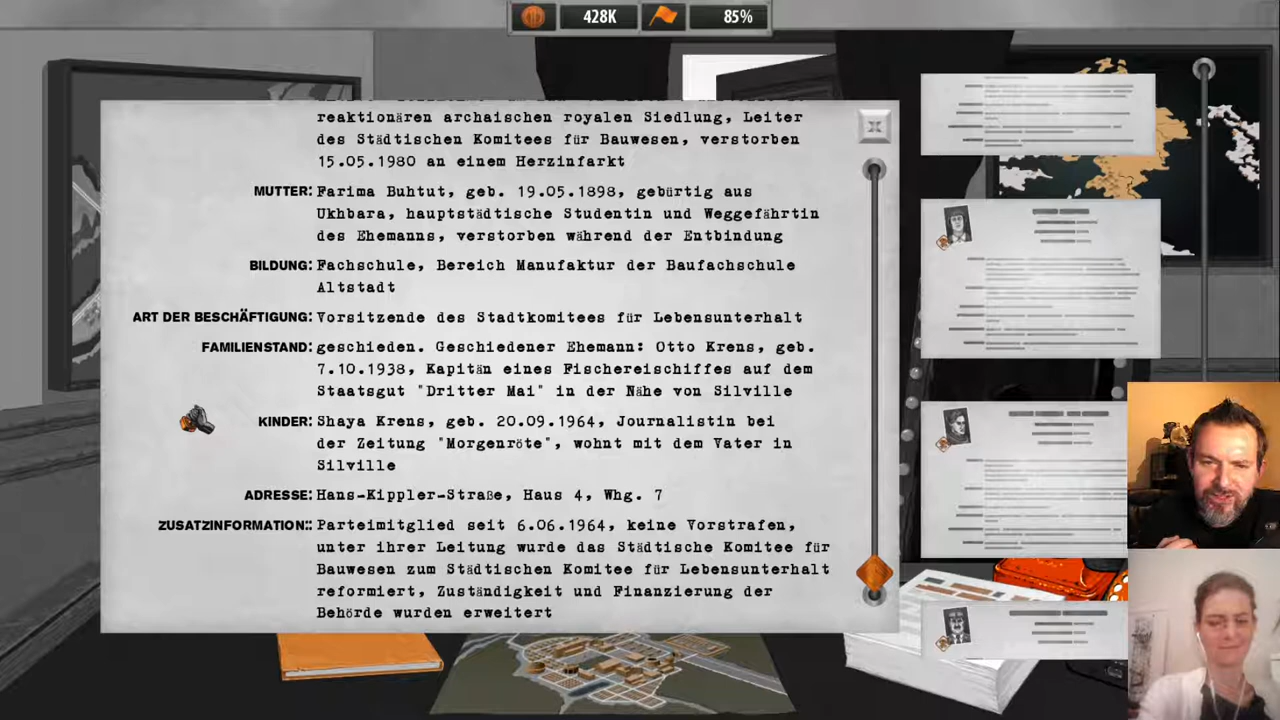 428K
85%
reaktionären archaischen royalen Siedlung, Leiter
des Städtischen Komitees für Bauwesen, verstorben
15.05.1980 an einem Herzinfarkt
MUTTER: Farima Buhtut, geb. 19.05.1898, gebürtig aus
Ukhbara, hauptstädtische Studentin und Weggefährtin
des Ehemanns, verstorben während der Entbindung
BILDUNG: Fachschule, Bereich Manufaktur der Baufachschule
Altstadt
ART DER BESCHÄFTIGUNG: Vorsitzende des Stadtkomitees für Lebensunterhalt
FAMILIENSTAND: geschieden. Geschiedener Ehemann: Otto Krens, geb.
7.10.1938, Kapitän eines Fischereischiffes auf dem
Staatsgut "Dritter Mai" in der Nähe von Silville
KINDER: Shaya Krens, geb. 20.09.1964, Journalistin bei
der Zeitung "Morgenröte", wohnt mit dem Vater in
Silville
ADRESSE: Hans-Kippler-Straße, Haus 4, Whg. 7
ZUSATZINFORMATION:: Parteimitglied seit 6.06.1964, keine Vorstrafen,
unter ihrer Leitung wurde das Städtische Komitee für
Bauwesen zum Städtischen Komitee für Lebensunterhalt
reformiert, Zuständigkeit und Finanzierung der
Behörde wurden erweitert